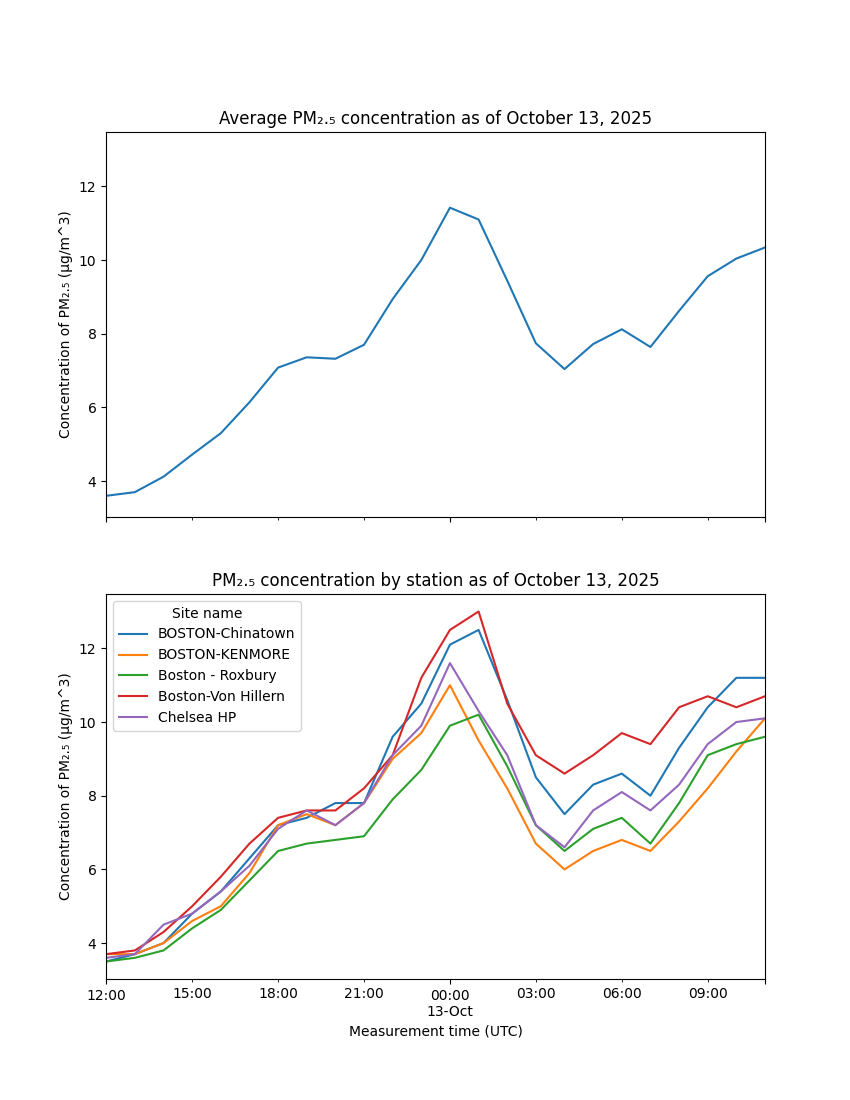 Average PM₂.₅ concentration as of October 13, 2025
Concentration of PM₂.₅ (µg/m^3)
12
10
8
6
4
PM₂.₅ concentration by station as of October 13, 2025
Concentration of PM₂.₅ (µg/m^3)
12
10
8
6
4
Site name
BOSTON-Chinatown
BOSTON-KENMORE
Boston - Roxbury
Boston-Von Hillern
Chelsea HP
12:00 15:00 18:00 21:00 00:00 03:00 06:00 09:00
13-Oct
Measurement time (UTC)